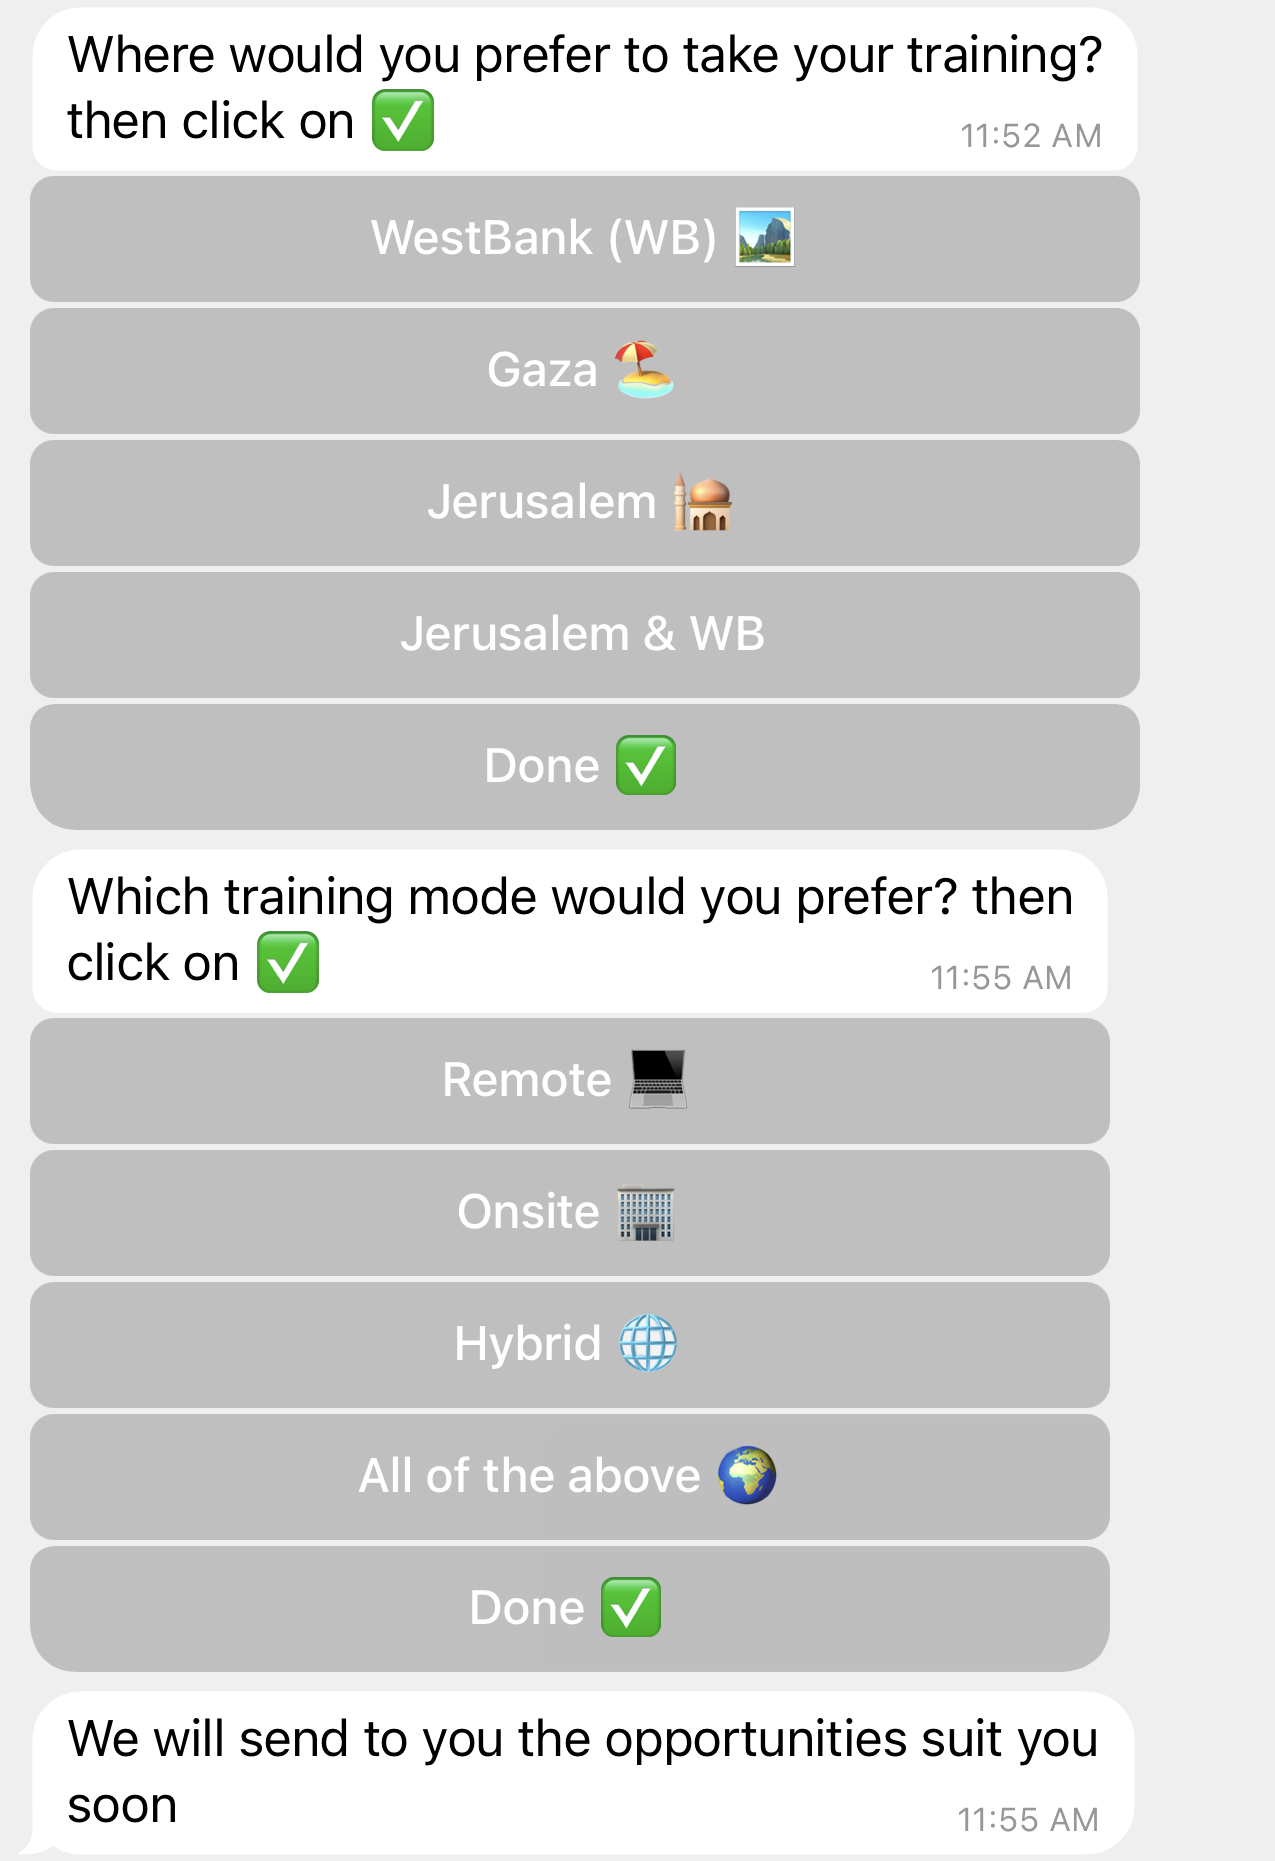 Where would you prefer to take your training?
then click on ✅
11:52 AM
WestBank (WB) 🏞️
Gaza 🏖️
Jerusalem 🕌
Jerusalem & WB
Done ✅
Which training mode would you prefer? then
click on ✅
11:55 AM
Remote 💻
Onsite 🏢
Hybrid 🌐
All of the above 🌍
Done ✅
We will send to you the opportunities suit you
soon
11:55 AM